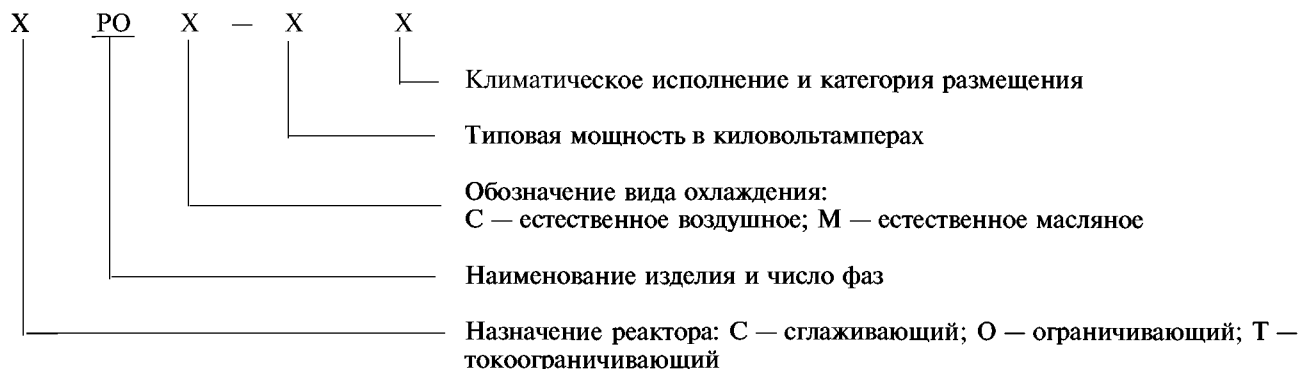 Х РО Х — Х Х
Климатическое исполнение и категория размещения
Типовая мощность в киловольтамперах
Обозначение вида охлаждения:
С — естественное воздушное; М — естественное масляное
Наименование изделия и число фаз
Назначение реактора: С — сглаживающий; О — ограничивающий; Т —
токоограничивающий